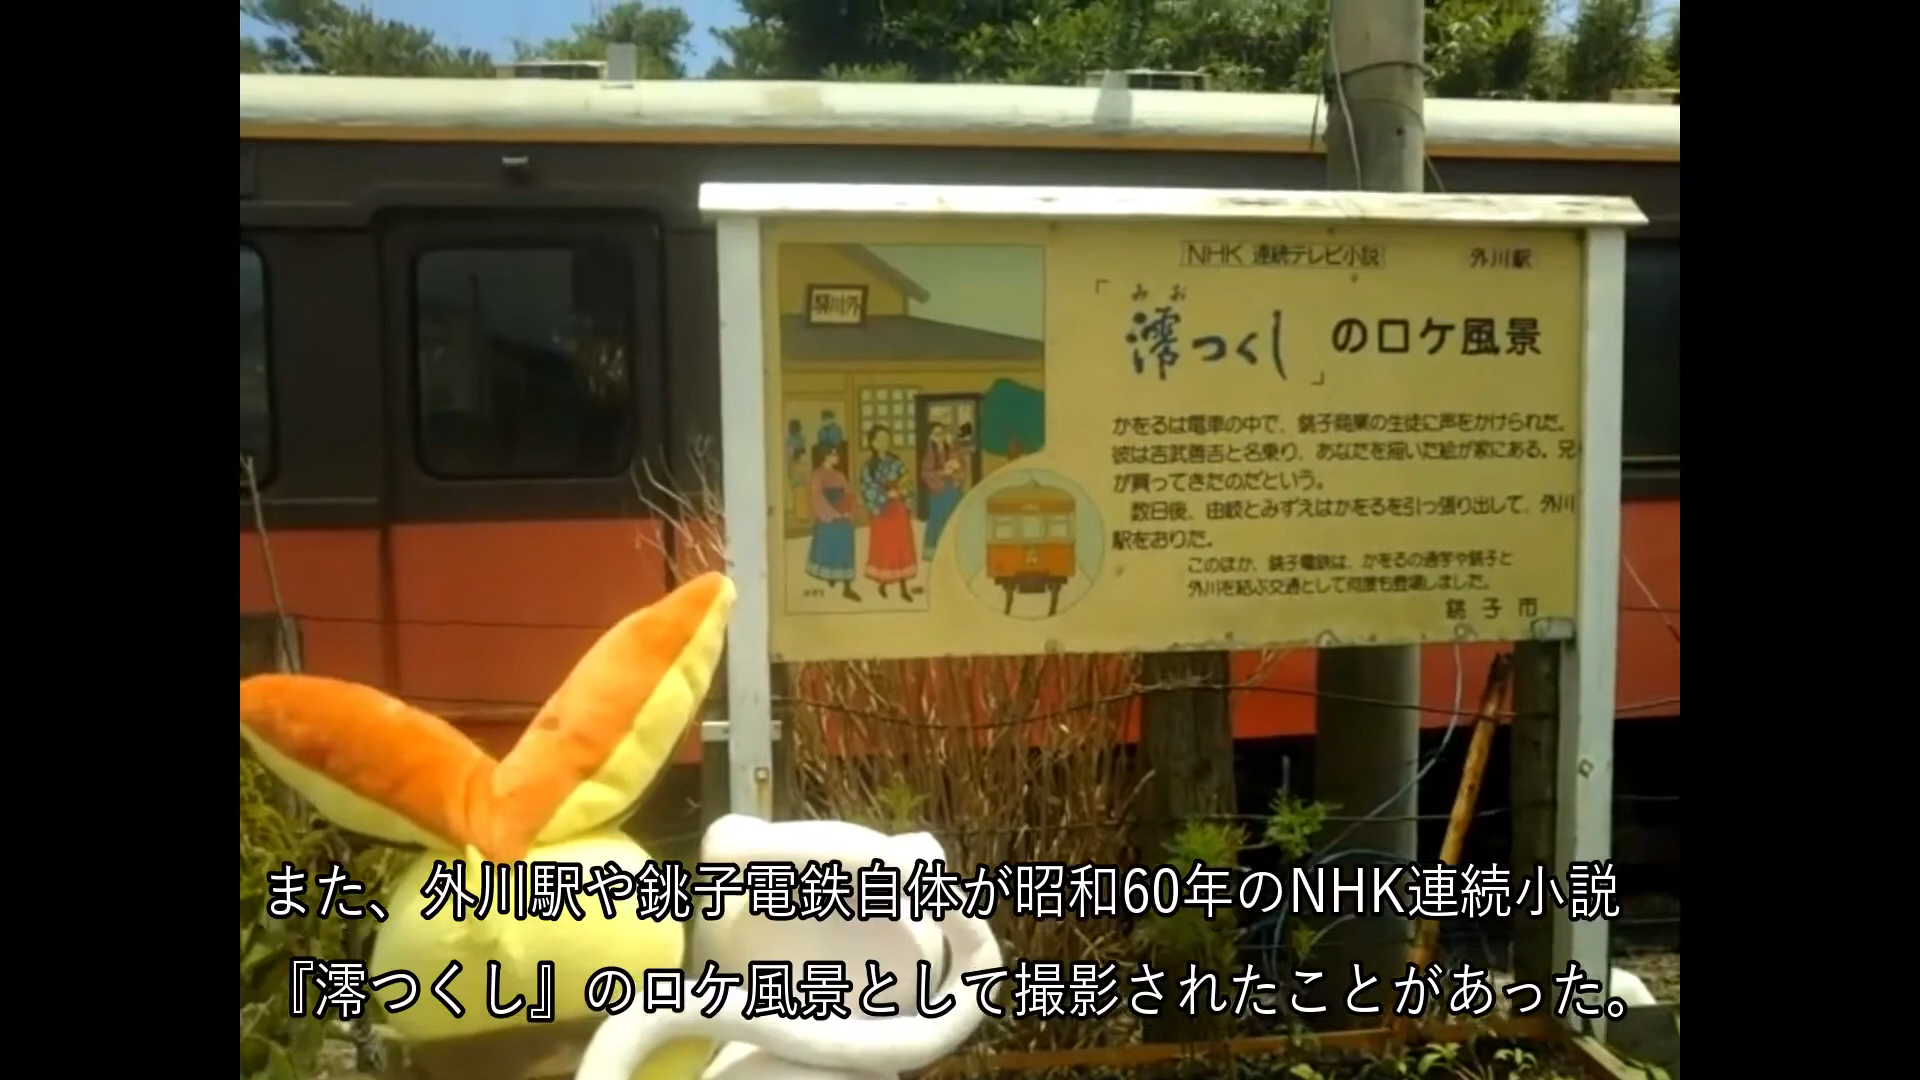 外川駅
NHK 連続テレビ小説
外川駅
みお
「澪つくし」のロケ風景
かをるは電車の中で、銚子商業の生徒に声をかけられた。
彼は吉武善吉と名乗り、あなたを描いた絵が家にある。兄
が買ってきたのだという。
数日後、由岐とみずえはかをるを引っ張り出して、外川
駅をおりた。
このほか、銚子電鉄は、かをるの通学や銚子と
外川を結ぶ交通として何度も登場しました。
銚子市
また、外川駅や銚子電鉄自体が昭和60年のNHK連続小説
『澪つくし』のロケ風景として撮影されたことがあった。